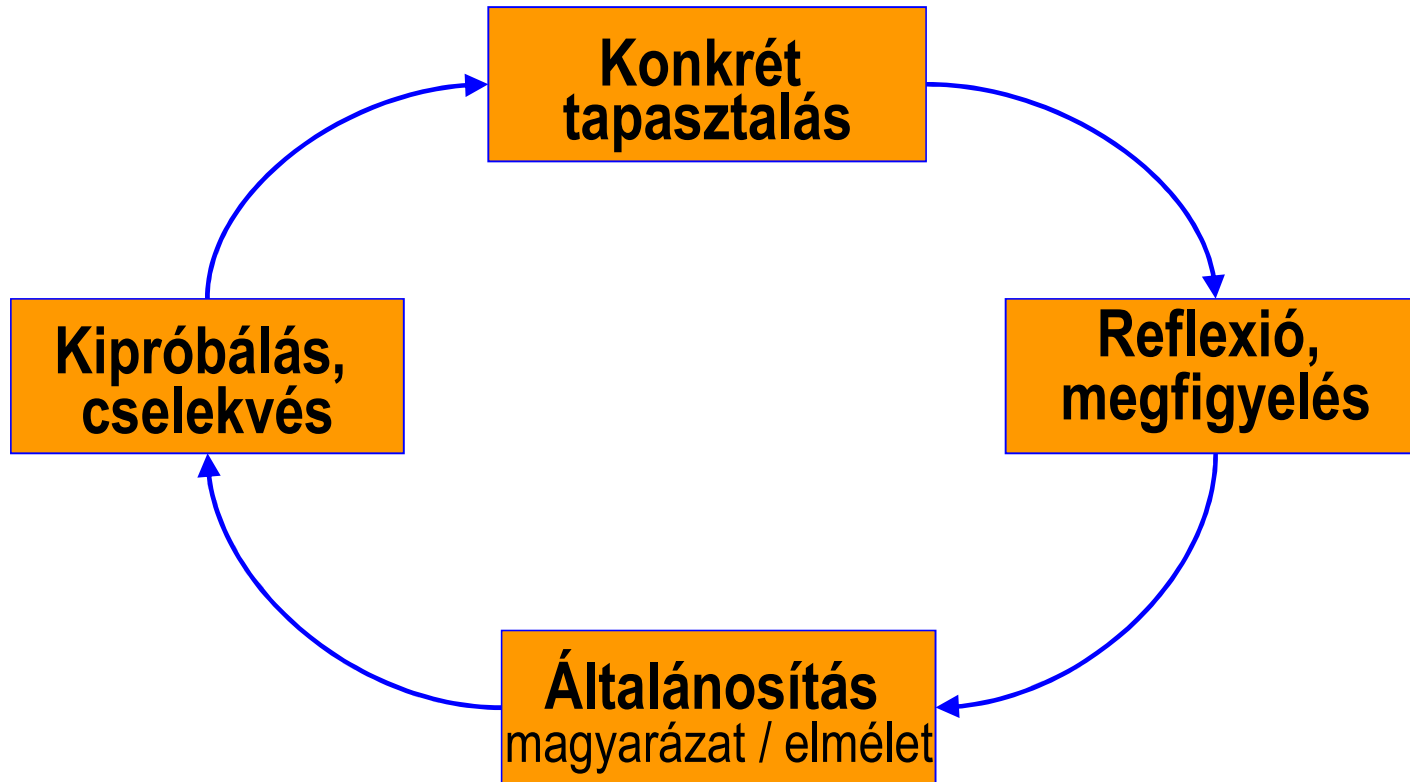 Konkrét
tapasztalás
Reflexió,
megfigyelés
Általánosítás
magyarázat / elmélet
Kipróbálás,
cselekvés